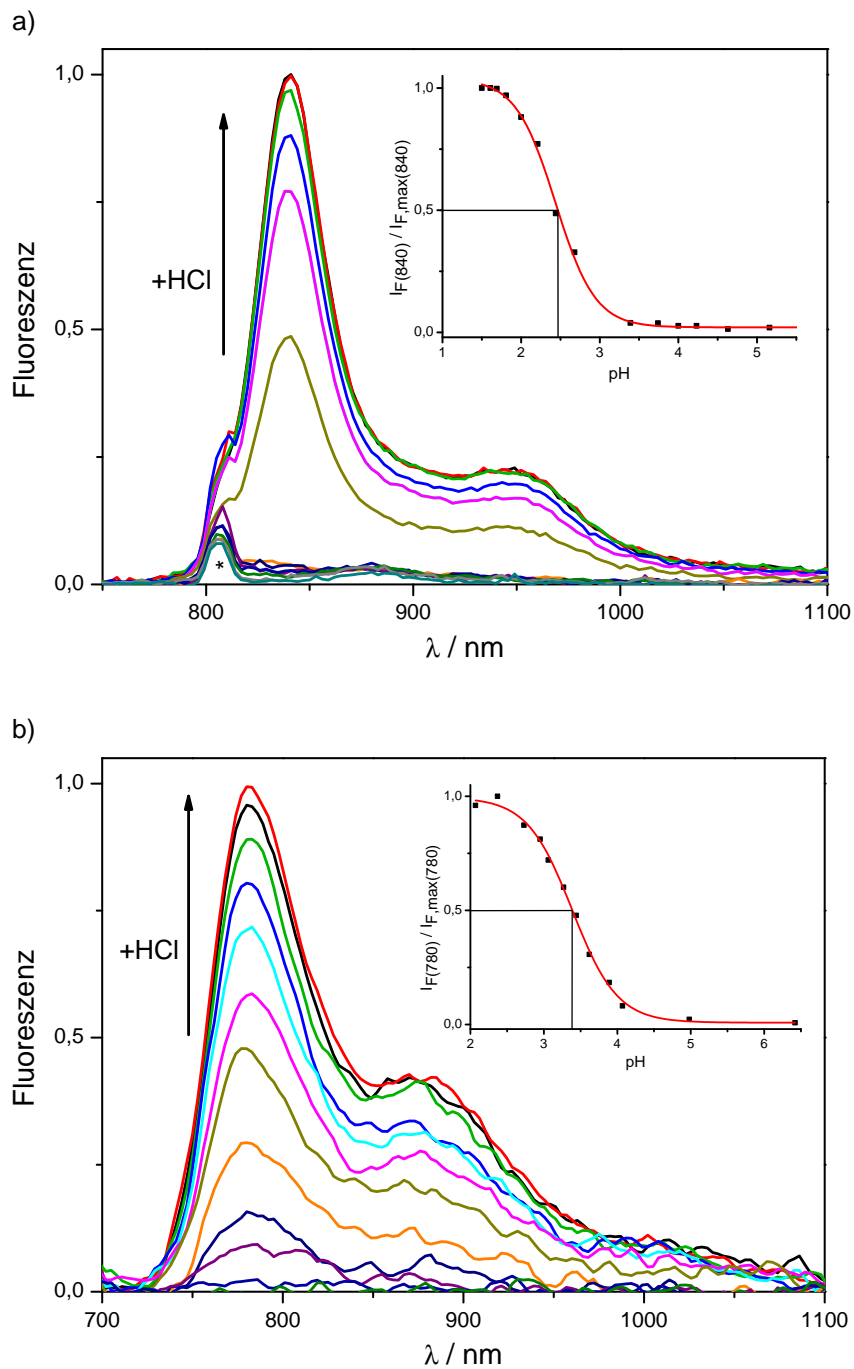 a)
1,0
0,5
0,0
Fluoreszenz
+HCl
*
800
900
1000
1100
λ / nm
1,0
0,5
0,0
I_F(840) / I_F,max(840)
1
2
3
4
5
pH
b)
1,0
0,5
0,0
Fluoreszenz
+HCl
700
800
900
1000
1100
λ / nm
1,0
0,5
0,0
I_F(780) / I_F,max(780)
2
3
4
5
6
pH